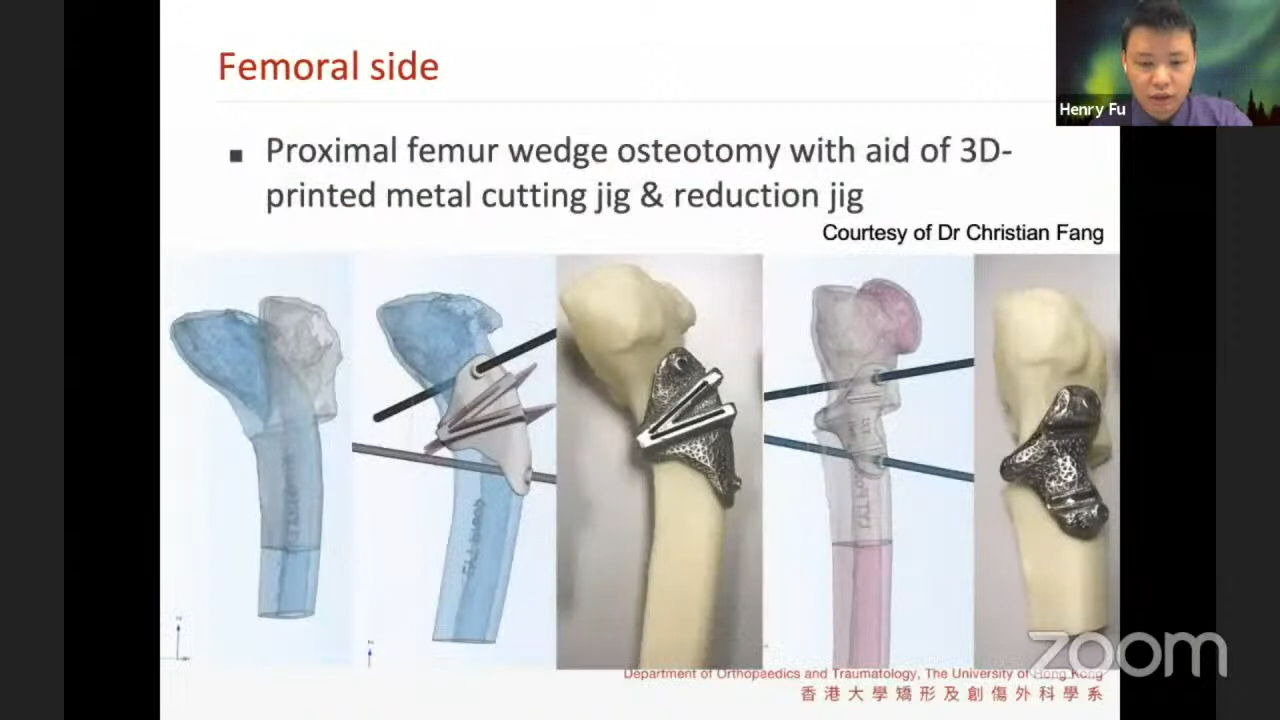 Femoral side
Henry Fu
Proximal femur wedge osteotomy with aid of 3D-
printed metal cutting jig & reduction jig
Courtesy of Dr Christian Fang
zoom
Department of Orthopaedics and Traumatology, The University of Hong Kong
香港大學矯形及創傷外科學系